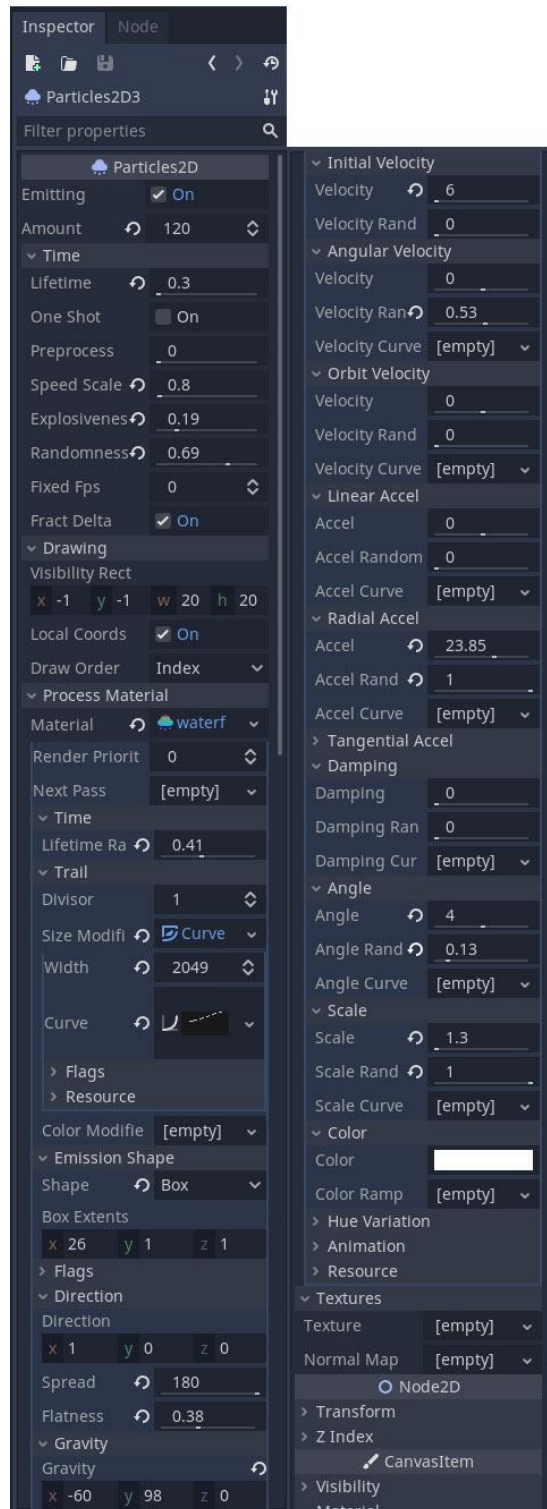 Inspector Node
Particles2D3
Filter properties
Particles2D
Emitting On
Amount 120
Time
Lifetime 0.3
One Shot On
Preprocess 0
Speed Scale 0.8
Explosivenes 0.19
Randomness 0.69
Fixed Fps 0
Fract Delta On
Drawing
Visibility Rect
x -1 y -1 w 20 h 20
Local Coords On
Draw Order Index
Process Material
Material waterf
Render Priorit 0
Next Pass [empty]
Time
Lifetime Ra 0.41
Trail
Divisor 1
Size Modifi Curve
Width 2049
Curve
Flags
Resource
Color Modifie [empty]
Emission Shape
Shape Box
Box Extents
x 26 y 1 z 1
Flags
Direction
Direction
x 1 y 0 z 0
Spread 180
Flatness 0.38
Gravity
Gravity
x -60 y 98 z 0
Initial Velocity
Velocity 6
Velocity Rand 0
Angular Velocity
Velocity 0
Velocity Ran 0.53
Velocity Curve [empty]
Orbit Velocity
Velocity 0
Velocity Rand 0
Velocity Curve [empty]
Linear Accel
Accel 0
Accel Random 0
Accel Curve [empty]
Radial Accel
Accel 23.85
Accel Rand 1
Accel Curve [empty]
Tangential Accel
Damping
Damping 0
Damping Ran 0
Damping Cur [empty]
Angle
Angle 4
Angle Rand 0.13
Angle Curve [empty]
Scale
Scale 1.3
Scale Rand 1
Scale Curve [empty]
Color
Color
Color Ramp [empty]
Hue Variation
Animation
Resource
Textures
Texture [empty]
Normal Map [empty]
Node2D
Transform
Z Index
CanvasItem
Visibility